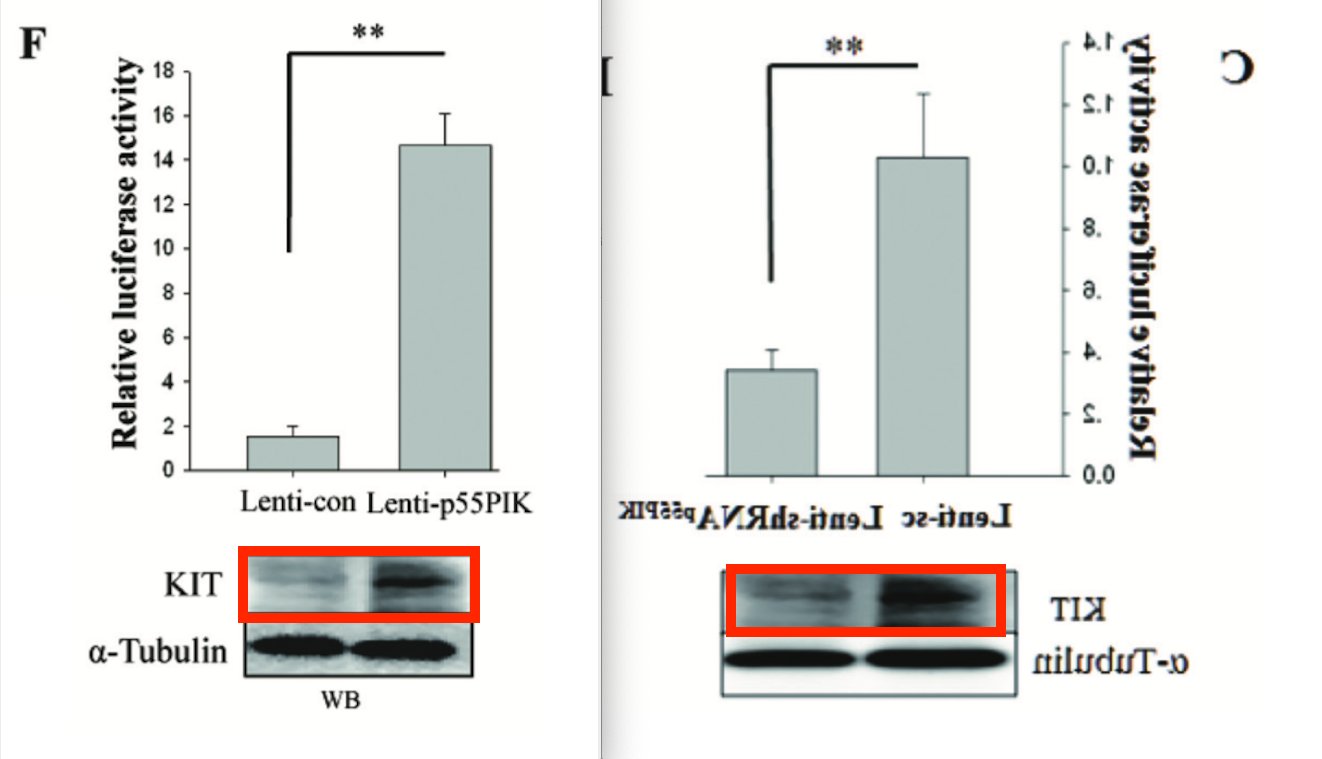 F
**
Relative luciferase activity
18
16
14
12
10
8
6
4
2
0
Lenti-con Lenti-p55PIK
KIT
α-Tubulin
WB
C
**
Relative luciferase activity
1.4
1.2
1.0
.8
.6
.4
.2
0.0
Lenti-sc Lenti-shRNAp55PIK
KIT
α-Tubulin